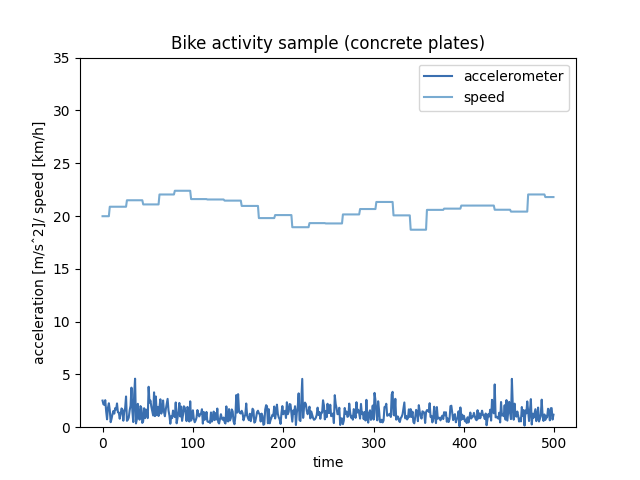 Bike activity sample (concrete plates)
accelerometer
speed
acceleration [m/sˆ2]/ speed [km/h]
35
30
25
20
15
10
5
0
0 100 200 300 400 500
time